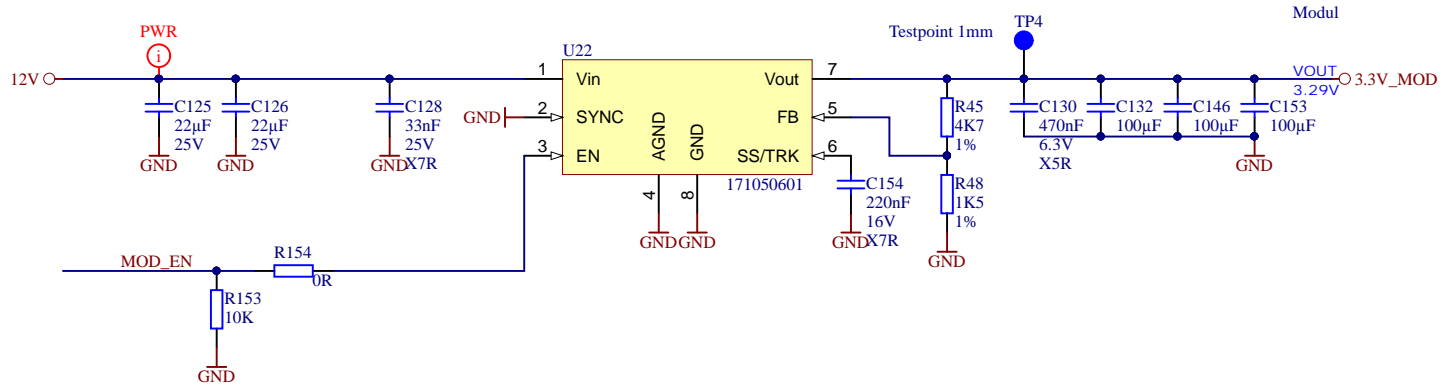 Modul
TP4
Testpoint 1mm
PWR
i
U22
12V
1
Vin
Vout
7
VOUT
3.29V
3.3V_MOD
C125
22µF
25V
GND
C126
22µF
25V
GND
C128
33nF
25V
X7R
GND
GND
2
SYNC
FB
5
3
EN
SS/TRK
6
AGND
GND
171050601
4
8
GND
GND
R45
4K7
1%
R48
1K5
1%
GND
C154
220nF
16V
X7R
GND
C130
470nF
6.3V
X5R
C132
100µF
C146
100µF
C153
100µF
GND
MOD_EN
R154
0R
R153
10K
GND